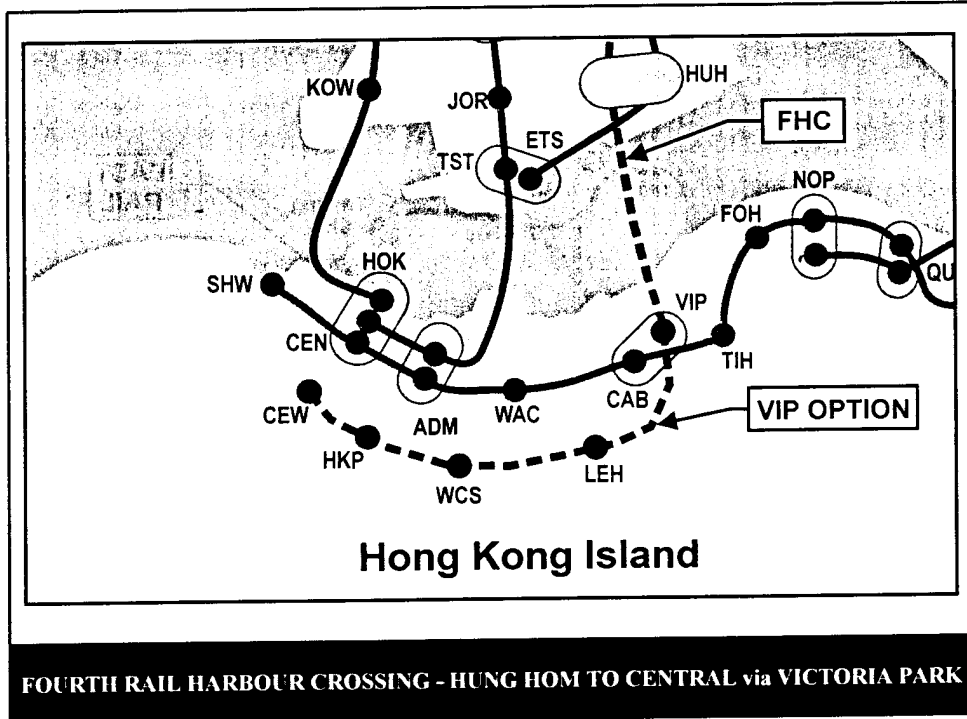 KOW
JOR
HUH
ETS
TST
FHC
NOP
FOH
HOK
SHW
QU
VIP
CEN
TIH
CAB
CEW
ADM
WAC
VIP OPTION
HKP
LEH
WCS
Hong Kong Island
FOURTH RAIL HARBOUR CROSSING - HUNG HOM TO CENTRAL via VICTORIA PARK